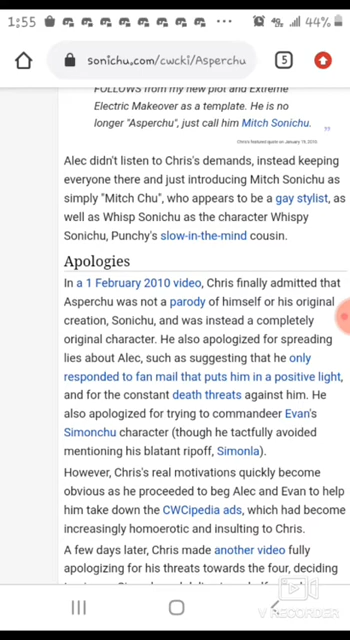 1:55
4G
44%
sonichu.com/cwcki/Asperchu
5
FOLLOWS from my new plot and Extreme
Electric Makeover as a template. He is no
longer "Asperchu", just call him Mitch Sonichu.
Chris's featured quote on January 19, 2010
Alec didn't listen to Chris's demands, instead keeping
everyone there and just introducing Mitch Sonichu as
simply "Mitch Chu", who appears to be a gay stylist, as
well as Whisp Sonichu as the character Whispy
Sonichu, Punchy's slow-in-the-mind cousin.
Apologies
In a 1 February 2010 video, Chris finally admitted that
Asperchu was not a parody of himself or his original
creation, Sonichu, and was instead a completely
original character. He also apologized for spreading
lies about Alec, such as suggesting that he only
responded to fan mail that puts him in a positive light,
and for the constant death threats against him. He
also apologized for trying to commandeer Evan's
Simonchu character (though he tactfully avoided
mentioning his blatant ripoff, Simonla).
However, Chris's real motivations quickly become
obvious as he proceeded to beg Alec and Evan to help
him take down the CWCipedia ads, which had become
increasingly homoerotic and insulting to Chris.
A few days later, Chris made another video fully
apologizing for his threats towards the four, deciding
V RECORDER